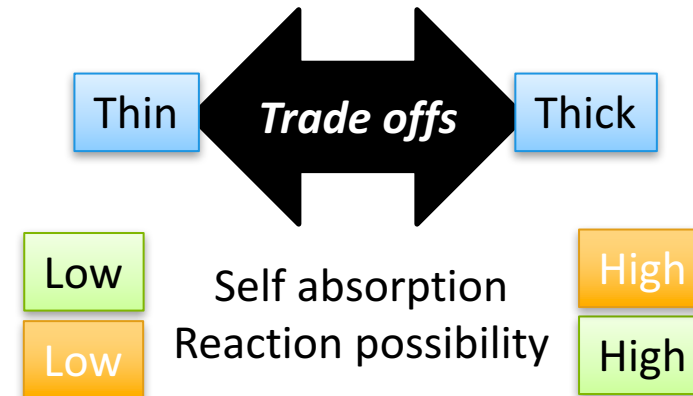 Thin Trade offs Thick
Low Self absorption High
Low Reaction possibility High